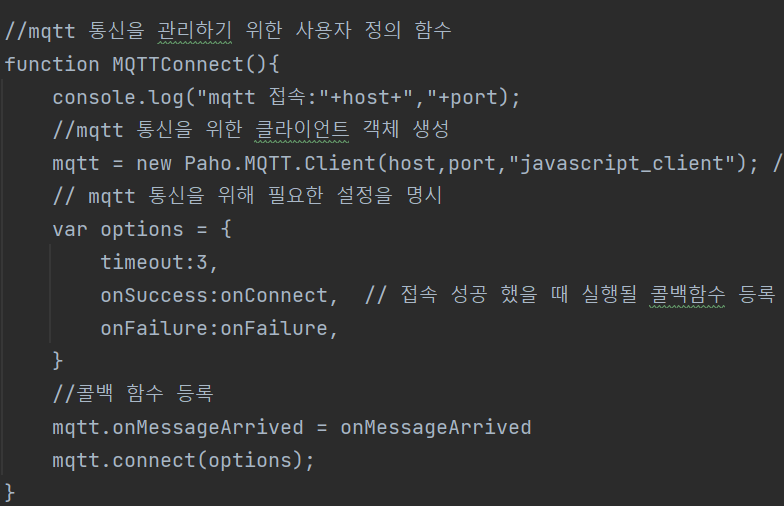 //mqtt 통신을 관리하기 위한 사용자 정의 함수
function MQTTConnect(){
    console.log("mqtt 접속:"+host+","+port);
    //mqtt 통신을 위한 클라이언트 객체 생성
    mqtt = new Paho.MQTT.Client(host,port,"javascript_client"); /
    // mqtt 통신을 위해 필요한 설정을 명시
    var options = {
        timeout:3,
        onSuccess:onConnect,  // 접속 성공 했을 때 실행될 콜백함수 등록
        onFailure:onFailure,
    }
    //콜백 함수 등록
    mqtt.onMessageArrived = onMessageArrived
    mqtt.connect(options);
}